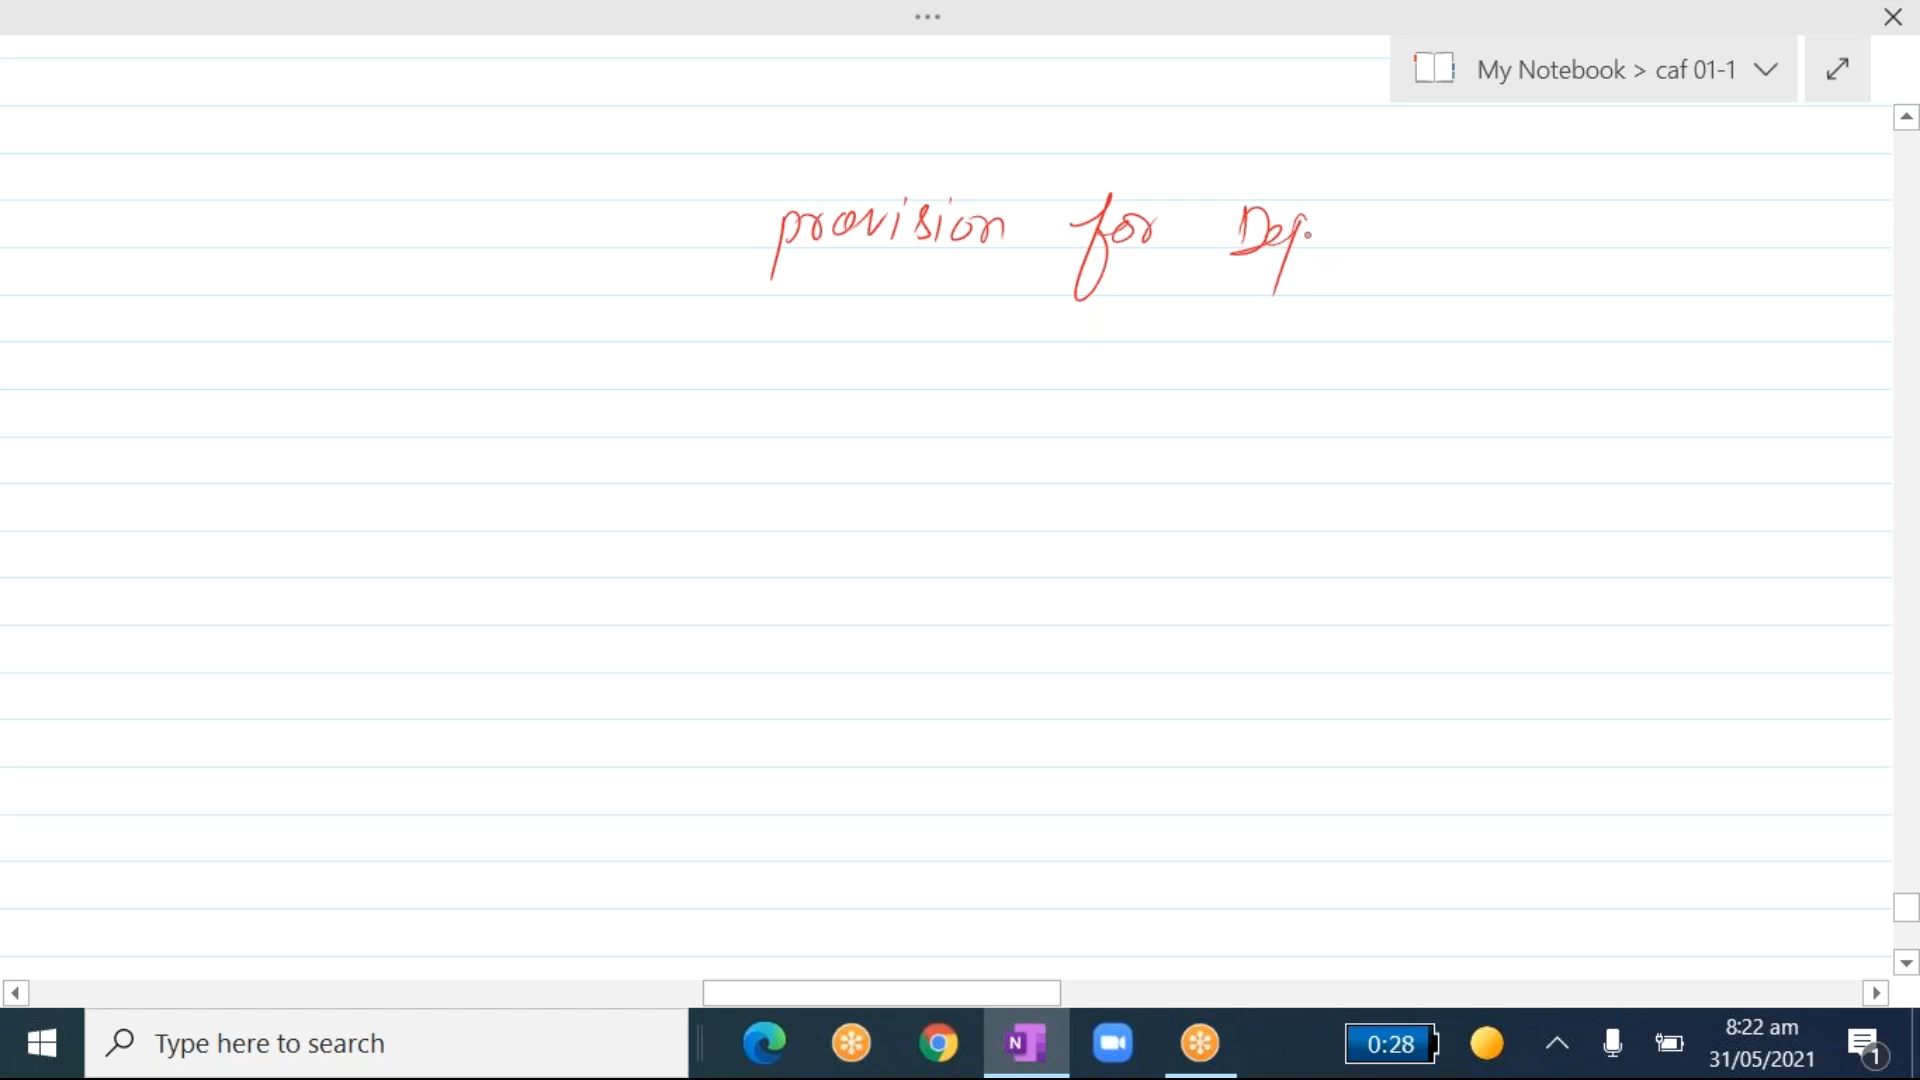 My Notebook > caf 01-1
provision for Dep.
Type here to search
N
0:28
8:22 am
31/05/2021
1